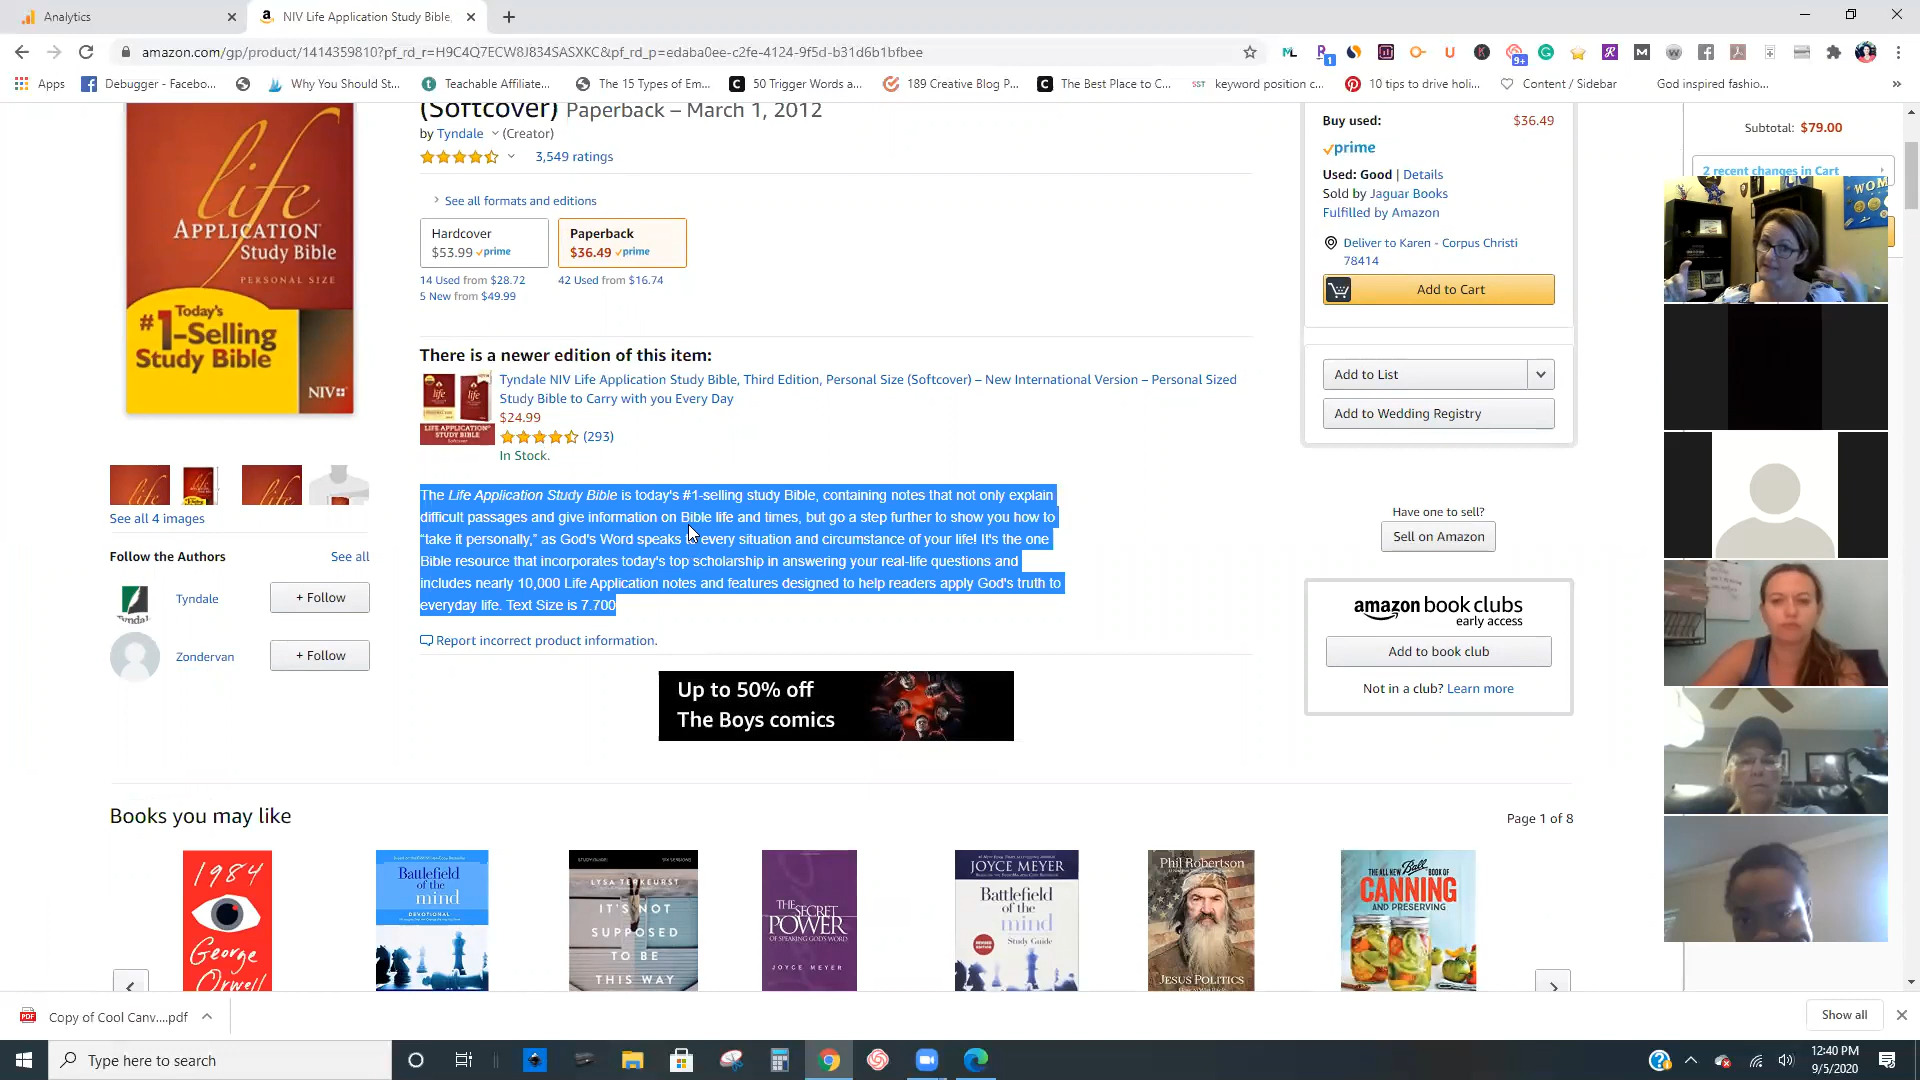 Analytics
NIV Life Application Study Bible,
amazon.com/gp/product/1414359810?pf_rd_r=H9C4Q7ECW8J834SASXKC&pf_rd_p=edaba0ee-c2fe-4124-9f5d-b31d6b1bfbee
Apps
Debugger - Facebo...
Why You Should St...
Teachable Affiliate...
The 15 Types of Em...
50 Trigger Words a...
189 Creative Blog P...
The Best Place to C...
keyword position c...
10 tips to drive holi...
Content / Sidebar
God inspired fashio...
(Softcover) Paperback – March 1, 2012
by Tyndale (Creator)
3,549 ratings
See all formats and editions
Hardcover
$53.99 prime
Paperback
$36.49 prime
14 Used from $28.72
5 New from $49.99
42 Used from $16.74
life
APPLICATION
Study Bible
PERSONAL SIZE
Today's
#1-Selling
Study Bible
NIV
There is a newer edition of this item:
Tyndale NIV Life Application Study Bible, Third Edition, Personal Size (Softcover) – New International Version – Personal Sized
Study Bible to Carry with you Every Day
$24.99
(293)
In Stock.
LIFE APPLICATION
STUDY BIBLE
The Life Application Study Bible is today's #1-selling study Bible, containing notes that not only explain
difficult passages and give information on Bible life and times, but go a step further to show you how to
“take it personally,” as God's Word speaks every situation and circumstance of your life! It's the one
Bible resource that incorporates today's top scholarship in answering your real-life questions and
includes nearly 10,000 Life Application notes and features designed to help readers apply God's truth to
everyday life. Text Size is 7.700
Report incorrect product information.
See all 4 images
Follow the Authors
See all
Tyndale
+ Follow
Zondervan
+ Follow
Up to 50% off
The Boys comics
Buy used:
$36.49
prime
Used: Good | Details
Sold by Jaguar Books
Fulfilled by Amazon
Deliver to Karen - Corpus Christi
78414
Add to Cart
Add to List
Add to Wedding Registry
Have one to sell?
Sell on Amazon
amazon book clubs
early access
Add to book club
Not in a club? Learn more
Subtotal: $79.00
2 recent changes in Cart
WOM
Books you may like
Page 1 of 8
1984
George
Orwell
Battlefield
of the
mind
DEVOTIONAL
LYSA TERKEURST
IT'S NOT
SUPPOSED
TO BE
THIS WAY
THE SECRET
POWER
OF SPEAKING GOD'S WORD
JOYCE MEYER
JOYCE MEYER
Battlefield
of the
mind
Study Guide
Phil Robertson
JESUS POLITICS
THE ALL NEW Ball BOOK OF
CANNING
AND PRESERVING
Copy of Cool Canv....pdf
Show all
Type here to search
12:40 PM
9/5/2020